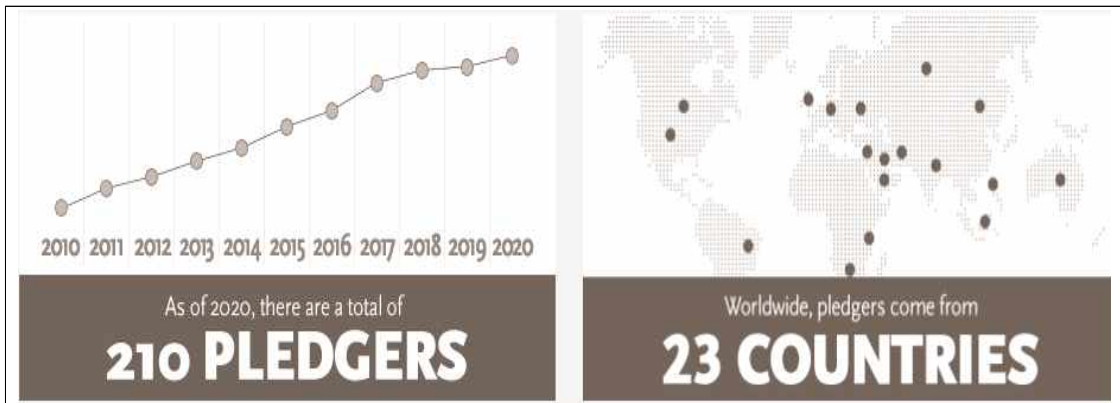 2010 2011 2012 2013 2014 2015 2016 2017 2018 2019 2020
As of 2020, there are a total of
210 PLEDGERS
Worldwide, pledgers come from
23 COUNTRIES